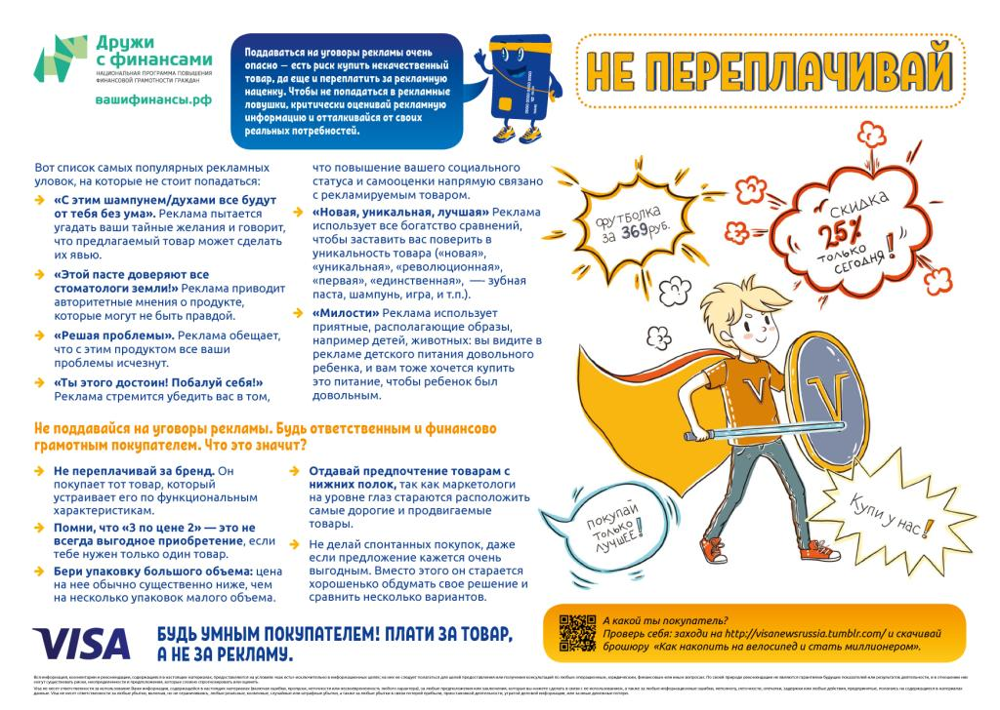 Дружи
с финансами
НАЦИОНАЛЬНАЯ ПРОГРАММА ПОВЫШЕНИЯ
ФИНАНСОВОЙ ГРАМОТНОСТИ ГРАЖДАН
вашифинансы.рф
Поддаваться на уговоры рекламы очень
опасно – есть риск купить некачественный
товар, да еще и переплатить за рекламную
наценку. Чтобы не попадаться в рекламные
ловушки, критически оценивай рекламную
информацию и отталкивайся от своих
реальных потребностей.
НЕ ПЕРЕПЛАЧИВАЙ
Вот список самых популярных рекламных
уловок, на которые не стоит попадаться:
«С этим шампунем/духами все будут
от тебя без ума». Реклама пытается
угадать ваши тайные желания и говорит,
что предлагаемый товар может сделать
их явью.
«Этой пасте доверяют все
стоматологи земли!» Реклама приводит
авторитетные мнения о продукте,
которые могут не быть правдой.
«Решая проблемы». Реклама обещает,
что с этим продуктом все ваши
проблемы исчезнут.
«Ты этого достоин! Побалуй себя!»
Реклама стремится убедить вас в том,
что повышение вашего социального
статуса и самооценки напрямую связано
с рекламируемым товаром.
«Новая, уникальная, лучшая» Реклама
использует все богатство сравнений,
чтобы заставить вас поверить в
уникальность товара («новая»,
«уникальная», «революционная»,
«первая», «единственная», —- зубная
паста, шампунь, игра, и т.п.).
«Милости» Реклама использует
приятные, располагающие образы,
например детей, животных: вы видите в
рекламе детского питания довольного
ребенка, и вам тоже хочется купить
это питание, чтобы ребенок был
довольным.
Не поддавайся на уговоры рекламы. Будь ответственным и финансово
грамотным покупателем. Что это значит?
Не переплачивай за бренд. Он
покупает тот товар, который
устраивает его по функциональным
характеристикам.
Помни, что «3 по цене 2» — это не
всегда выгодное приобретение, если
тебе нужен только один товар.
Бери упаковку большого объема: цена
на нее обычно существенно ниже, чем
на несколько упаковок малого объема.
Отдавай предпочтение товарам с
нижних полок, так как маркетологи
на уровне глаз стараются расположить
самые дорогие и продвигаемые
товары.
Не делай спонтанных покупок, даже
если предложение кажется очень
выгодным. Вместо этого он старается
хорошенько обдумать свое решение и
сравнить несколько вариантов.
футболка
за 369 руб.
скидка
25%
только
сегодня!
V
V
покупай
только
лучшее!
Купи у нас!
VISA
БУДЬ УМНЫМ ПОКУПАТЕЛЕМ! ПЛАТИ ЗА ТОВАР,
А НЕ ЗА РЕКЛАМУ.
А какой ты покупатель?
Проверь себя: заходи на http://visanewsrussia.tumblr.com/ и скачивай
брошюру «Как накопить на велосипед и стать миллионером».